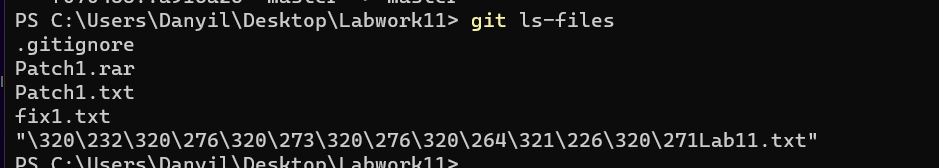 PS C:\Users\Danyil\Desktop\Labwork11> git ls-files
.gitignore
Patch1.rar
Patch1.txt
fix1.txt
"\320\232\320\276\320\273\320\276\320\264\321\226\320\271Lab11.txt"
PS C:\Users\Danyil\Desktop\Labwork11>